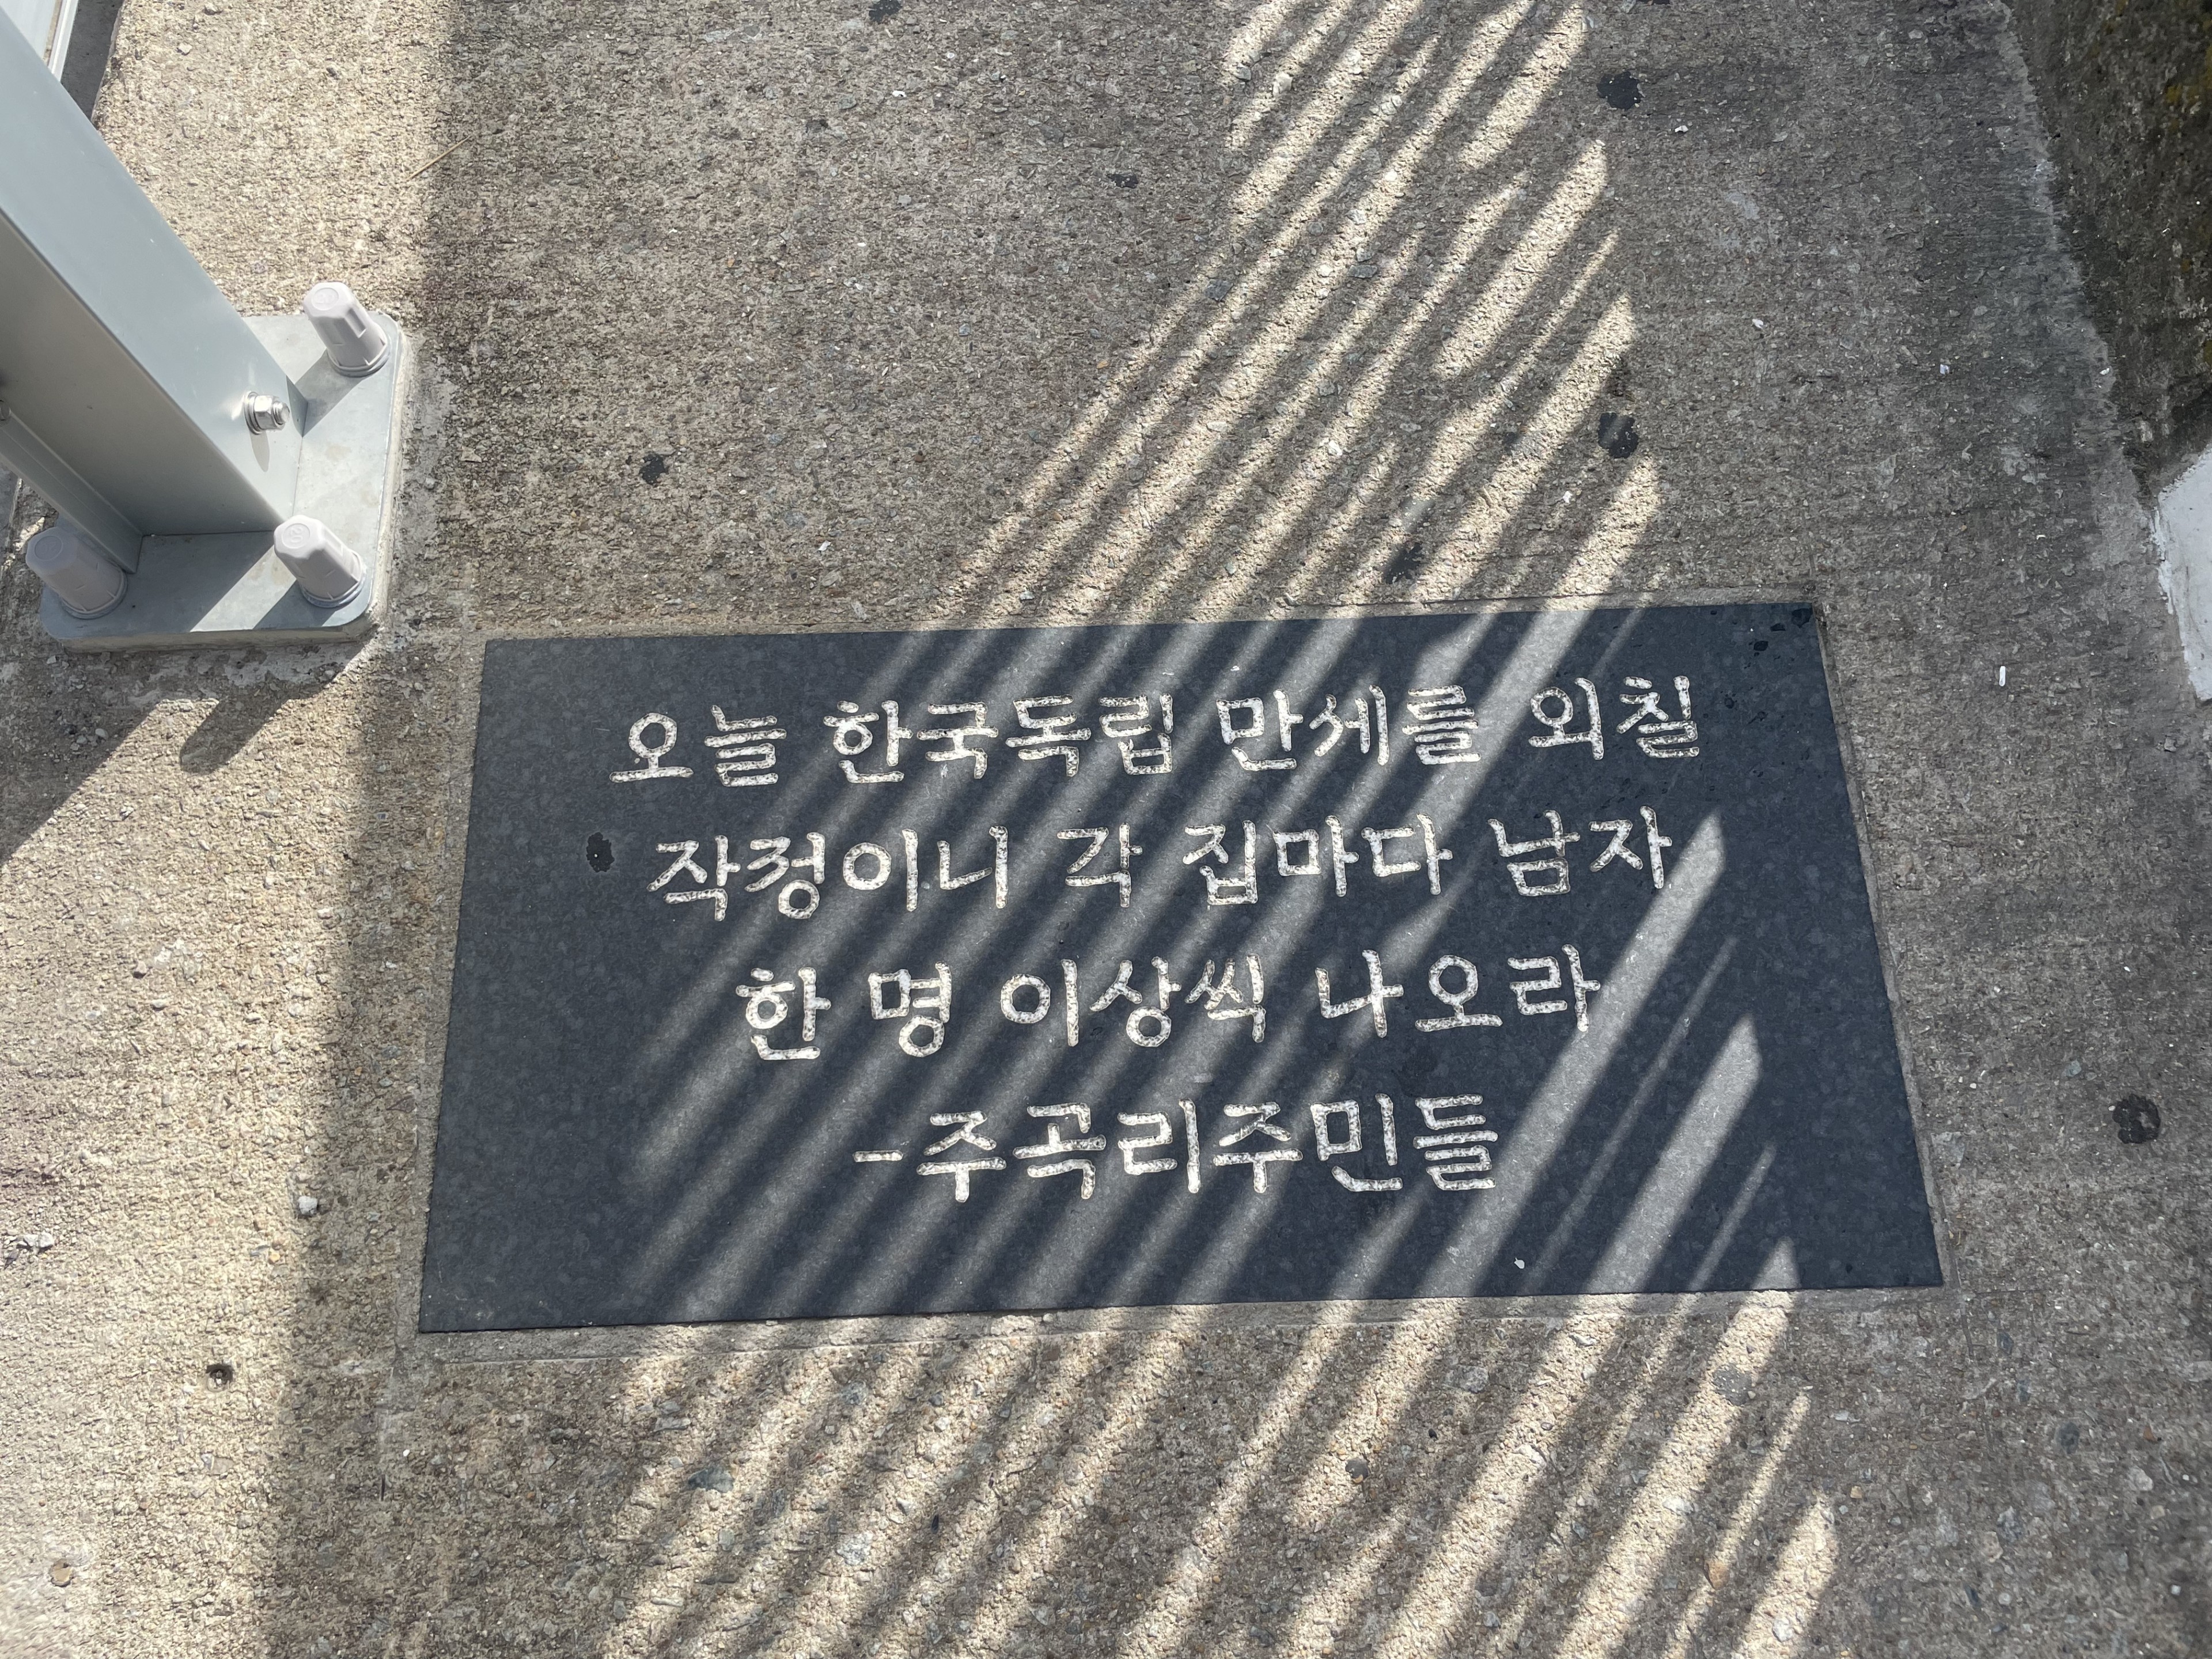 오늘 한국독립 만세를 외칠
작정이니 각 집마다 남자
한 명 이상씩 나오라
-주곡리주민들